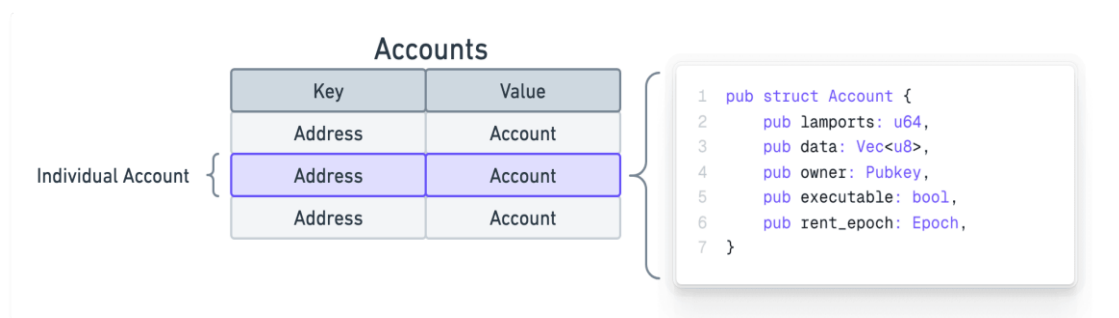 Accounts
Key Value
Address Account
Individual Account Address Account
Address Account
1 pub struct Account {
2 pub lamports: u64,
3 pub data: Vec<u8>,
4 pub owner: Pubkey,
5 pub executable: bool,
6 pub rent_epoch: Epoch,
7 }